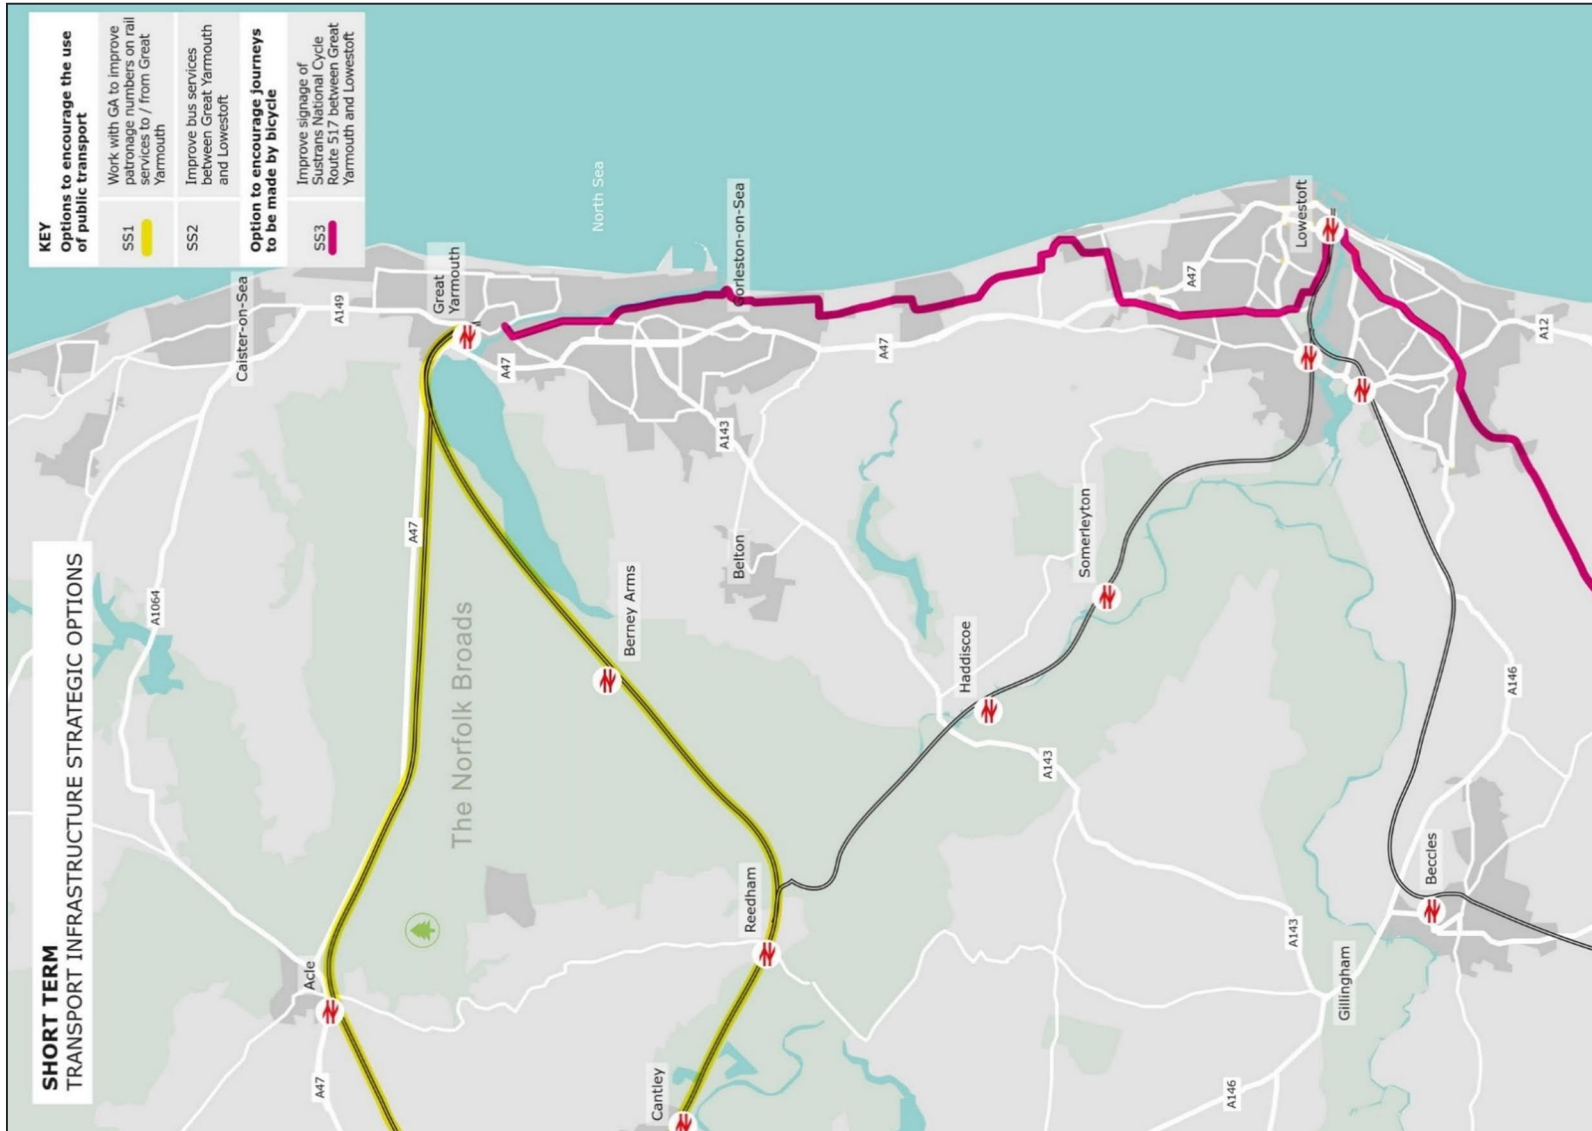 SHORT TERM
TRANSPORT INFRASTRUCTURE STRATEGIC OPTIONS
KEY
Options to encourage the use
of public transport
SS1
Work with GA to improve
patronage numbers on rail
services to / from Great
Yarmouth
SS2
Improve bus services
between Great Yarmouth
and Lowestoft
Option to encourage journeys
to be made by bicycle
SS3
Improve signage of
Sustrans National Cycle
Route 517 between Great
Yarmouth and Lowestoft
A1064
Caister-on-Sea
A149
A47
Acle
A47
Great
Yarmouth
A47
The Norfolk Broads
North Sea
Berney Arms
Cantley
Reedham
Belton
A143
Gorleston-on-Sea
A47
Haddiscoe
A143
Somerleyton
A47
Lowestoft
A143
A146
Gillingham
Beccles
A146
A12